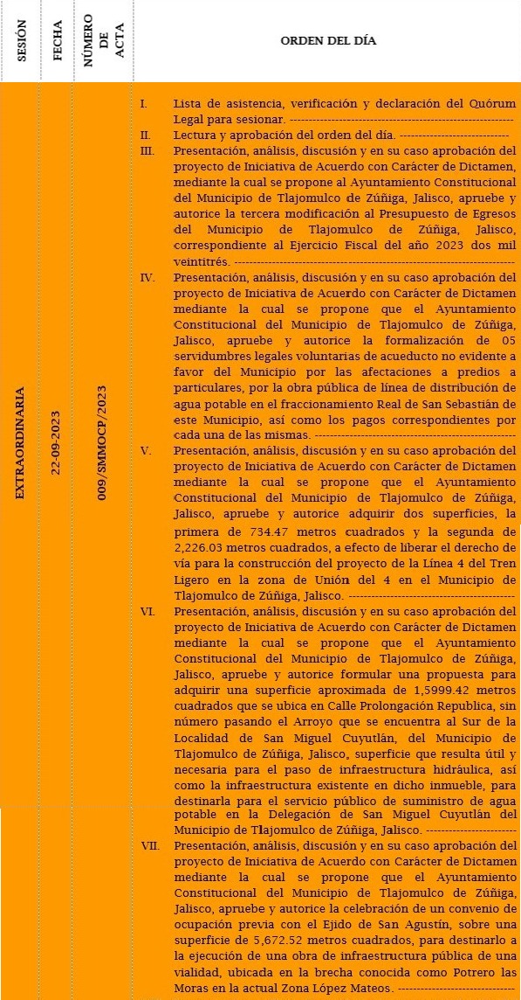 SESIÓN
FECHA
NÚMERO
DE
ACTA
ORDEN DEL DÍA
EXTRAORDINARIA
22-09-2023
009/SMMOCP/2023
I. Lista de asistencia, verificación y declaración del Quórum
Legal para sesionar. --------------------------------------------------------
II. Lectura y aprobación del orden del día. ---------------------------
III. Presentación, análisis, discusión y en su caso aprobación del
proyecto de Iniciativa de Acuerdo con Carácter de Dictamen,
mediante la cual se propone al Ayuntamiento Constitucional
del Municipio de Tlajomulco de Zúñiga, Jalisco, apruebe y
autorice la tercera modificación al Presupuesto de Egresos
del Municipio de Tlajomulco de Zúñiga, Jalisco,
correspondiente al Ejercicio Fiscal del año 2023 dos mil
veintitrés. ----------------------------------------------------------------------
IV. Presentación, análisis, discusión y en su caso aprobación del
proyecto de Iniciativa de Acuerdo con Carácter de Dictamen
mediante la cual se propone que el Ayuntamiento
Constitucional del Municipio de Tlajomulco de Zúñiga,
Jalisco, apruebe y autorice la formalización de 05
servidumbres legales voluntarias de acueducto no evidente a
favor del Municipio por las afectaciones a predios a
particulares, por la obra pública de línea de distribución de
agua potable en el fraccionamiento Real de San Sebastián de
este Municipio, así como los pagos correspondientes por
cada una de las mismas. --------------------------------------------------
V. Presentación, análisis, discusión y en su caso aprobación del
proyecto de Iniciativa de Acuerdo con Carácter de Dictamen
mediante la cual se propone que el Ayuntamiento
Constitucional del Municipio de Tlajomulco de Zúñiga,
Jalisco, apruebe y autorice adquirir dos superficies, la
primera de 734.47 metros cuadrados y la segunda de
2,226.03 metros cuadrados, a efecto de liberar el derecho de
vía para la construcción del proyecto de la Línea 4 del Tren
Ligero en la zona de Unión del 4 en el Municipio de
Tlajomulco de Zúñiga, Jalisco. ------------------------------------------
VI. Presentación, análisis, discusión y en su caso aprobación del
proyecto de Iniciativa de Acuerdo con Carácter de Dictamen
mediante la cual se propone que el Ayuntamiento
Constitucional del Municipio de Tlajomulco de Zúñiga,
Jalisco, apruebe y autorice formular una propuesta para
adquirir una superficie aproximada de 1,5999.42 metros
cuadrados que se ubica en Calle Prolongación Republica, sin
número pasando el Arroyo que se encuentra al Sur de la
Localidad de San Miguel Cuyutlán, del Municipio de
Tlajomulco de Zúñiga, Jalisco, superficie que resulta útil y
necesaria para el paso de infraestructura hidráulica, así
como la infraestructura existente en dicho inmueble, para
destinarla para el servicio público de suministro de agua
potable en la Delegación de San Miguel Cuyutlán del
Municipio de Tlajomulco de Zúñiga, Jalisco. -----------------------
VII. Presentación, análisis, discusión y en su caso aprobación del
proyecto de Iniciativa de Acuerdo con Carácter de Dictamen
mediante la cual se propone que el Ayuntamiento
Constitucional del Municipio de Tlajomulco de Zúñiga,
Jalisco, apruebe y autorice la celebración de un convenio de
ocupación previa con el Ejido de San Agustín, sobre una
superficie de 5,672.52 metros cuadrados, para destinarlo a
la ejecución de una obra de infraestructura pública de una
vialidad, ubicada en la brecha conocida como Potrero las
Moras en la actual Zona López Mateos. -----------------------------